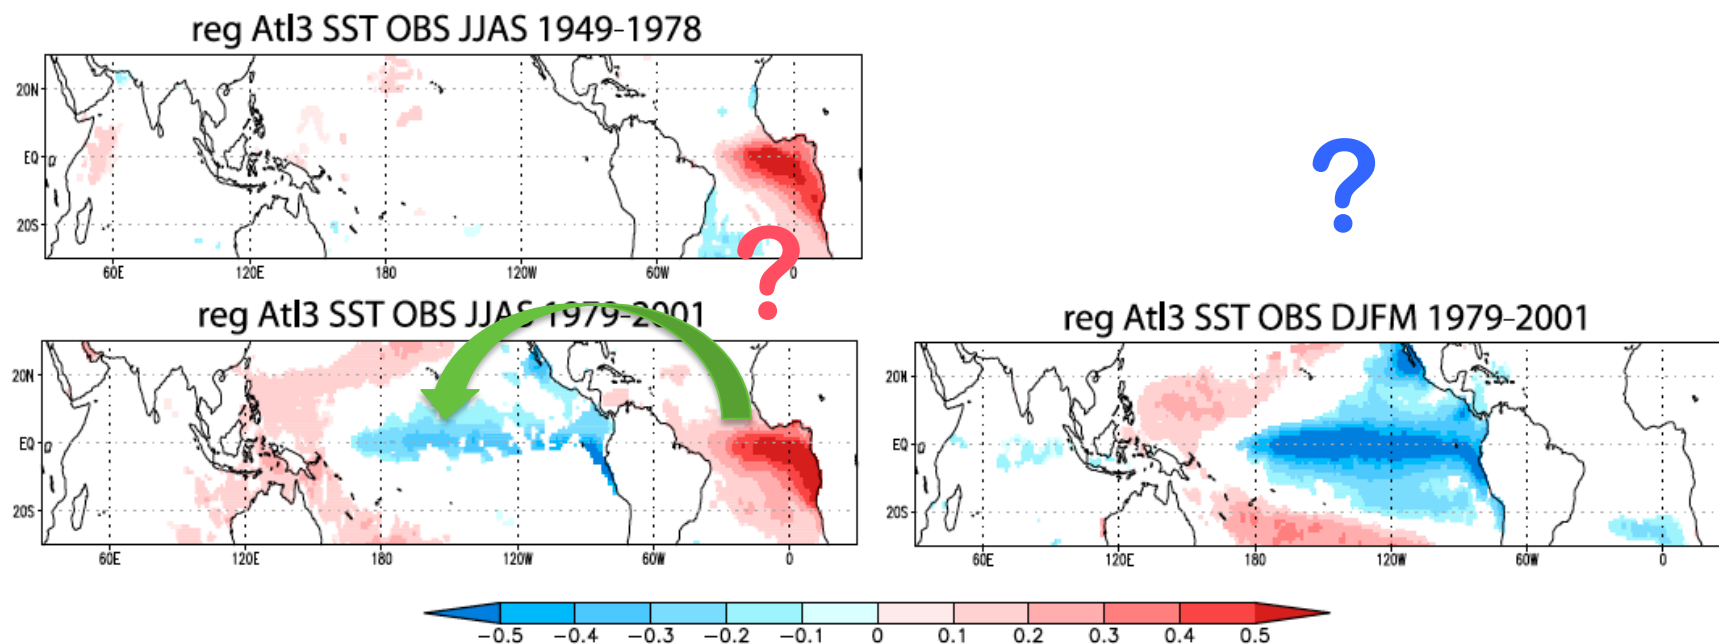 reg Atl3 SST OBS JJAS 1949-1978
20N
EQ
20S
60E 120E 180 120W 60W 0
?
?
reg Atl3 SST OBS JJAS 1979-2001
20N
EQ
20S
60E 120E 180 120W 60W 0
reg Atl3 SST OBS DJFM 1979-2001
20N
EQ
20S
60E 120E 180 120W 60W 0
−0.5 −0.4 −0.3 −0.2 −0.1 0 0.1 0.2 0.3 0.4 0.5